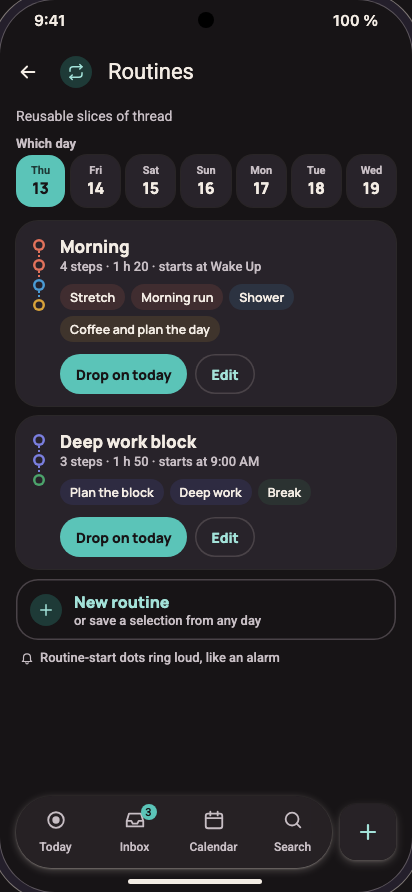 9:41
100 %
Routines
Reusable slices of thread
Which day
Thu Fri Sat Sun Mon Tue Wed
13 14 15 16 17 18 19
Morning
4 steps · 1 h 20 · starts at Wake Up
Stretch Morning run Shower
Coffee and plan the day
Drop on today Edit
Deep work block
3 steps · 1 h 50 · starts at 9:00 AM
Plan the block Deep work Break
Drop on today Edit
New routine
or save a selection from any day
Routine-start dots ring loud, like an alarm
3
Today Inbox Calendar Search